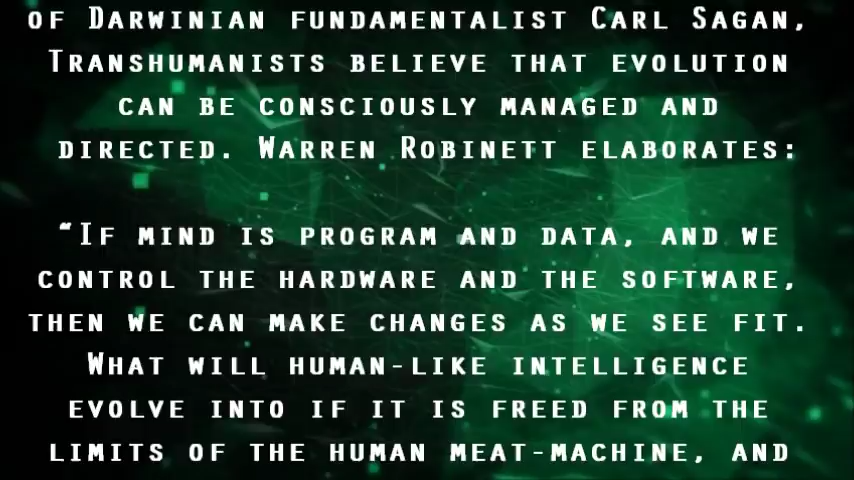 of Darwinian fundamentalist Carl Sagan,
Transhumanists believe that evolution
can be consciously managed and
directed. Warren Robinett elaborates:
“If mind is program and data, and we
control the hardware and the software,
then we can make changes as we see fit.
What will human-like intelligence
evolve into if it is freed from the
limits of the human meat-machine, and